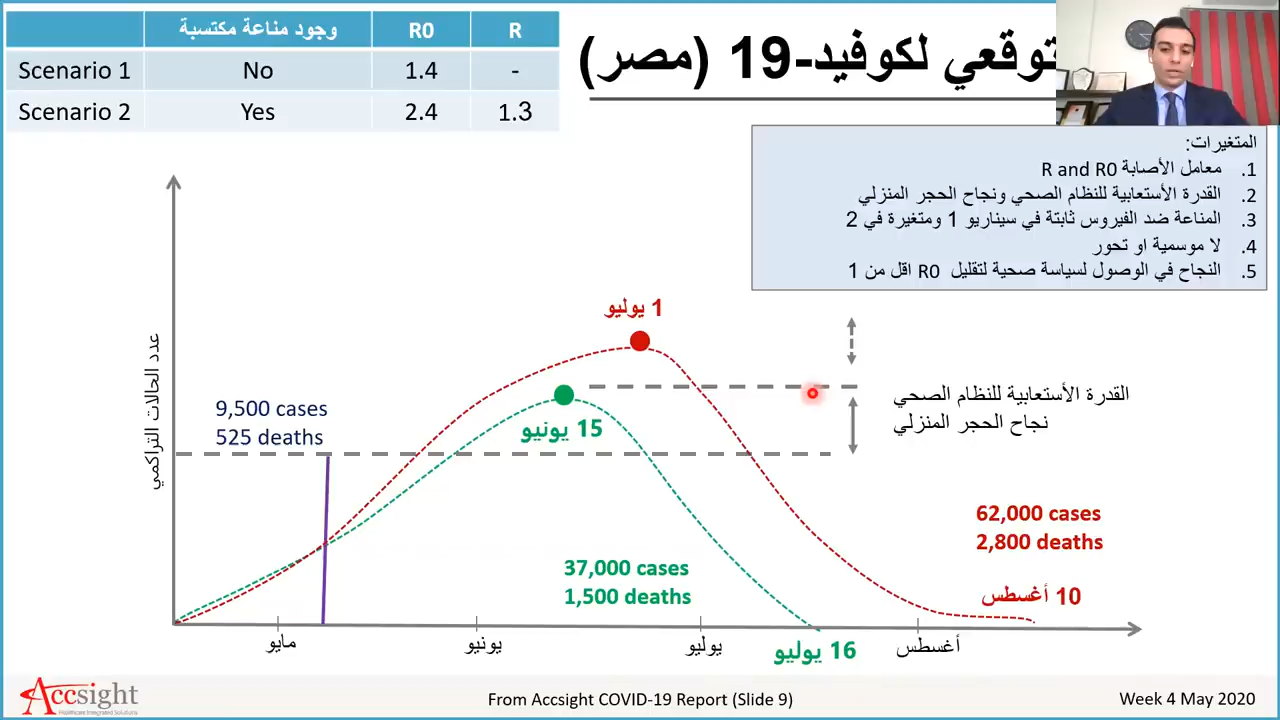 وجود مناعة مكتسبة R0 R
Scenario 1 No 1.4 -
Scenario 2 Yes 2.4 1.3
توقعي لكوفيد-19 (مصر)
المتغيرات:
1. معامل الأصابة R and R0
2. القدرة الأستعابية للنظام الصحي ونجاح الحجر المنزلي
3. المناعة ضد الفيروس ثابتة في سيناريو 1 ومتغيرة في 2
4. لا موسمية او تحور
5. النجاح في الوصول لسياسة صحية لتقليل R0 اقل من 1
عدد الحالات التراكمي
1 يوليو
9,500 cases
525 deaths
15 يونيو
القدرة الأستعابية للنظام الصحي
نجاح الحجر المنزلي
62,000 cases
2,800 deaths
37,000 cases
1,500 deaths
10 أغسطس
مايو
يونيو
يوليو
16 يوليو
أغسطس
Accsight
Healthcare Integrated Solutions
From Accsight COVID-19 Report (Slide 9)
Week 4 May 2020